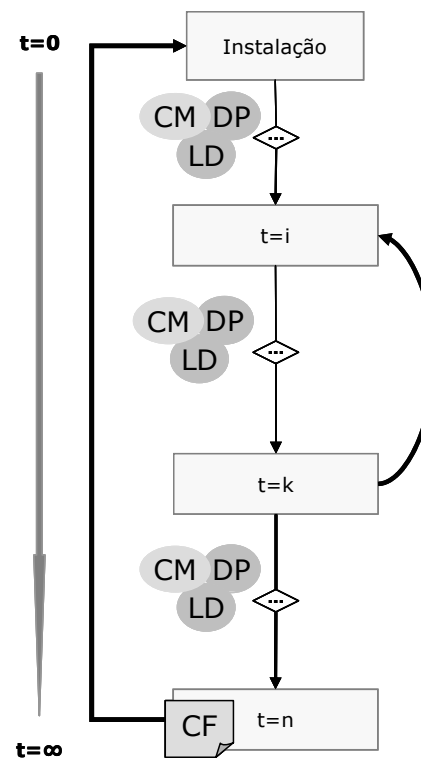 t=0
Instalação
CM DP
...
LD
t=i
CM DP
...
LD
t=k
CM DP
...
LD
CF
t=n
t=∞